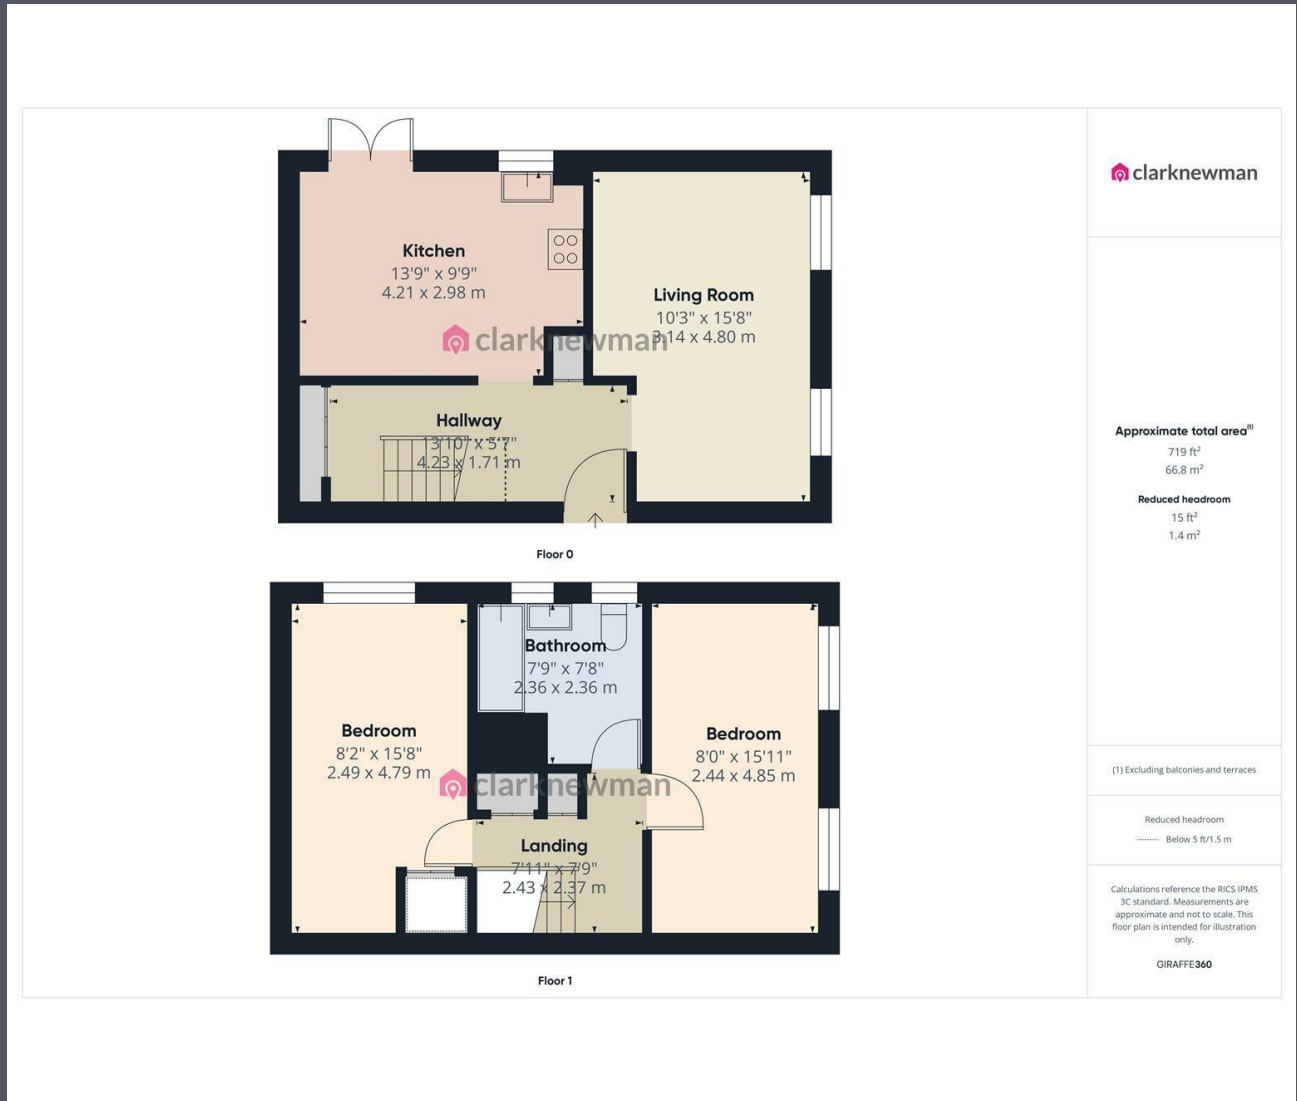 Kitchen
13'9" x 9'9"
4.21 x 2.98 m
Living Room
10'3" x 15'8"
3.14 x 4.80 m
clarknewman
Hallway
13'10" x 5'7"
4.23 x 1.71 m
Floor 0
Bathroom
7'9" x 7'8"
2.36 x 2.36 m
Bedroom
8'2" x 15'8"
2.49 x 4.79 m
Bedroom
8'0" x 15'11"
2.44 x 4.85 m
clarknewman
Landing
7'11" x 7'9"
2.43 x 2.37 m
Floor 1
clarknewman
Approximate total area(1)
719 ft²
66.8 m²
Reduced headroom
15 ft²
1.4 m²
(1) Excluding balconies and terraces
Reduced headroom
Below 5 ft/1.5 m
Calculations reference the RICS IPMS
3C standard. Measurements are
approximate and not to scale. This
floor plan is intended for illustration
only.
GIRAFFE360